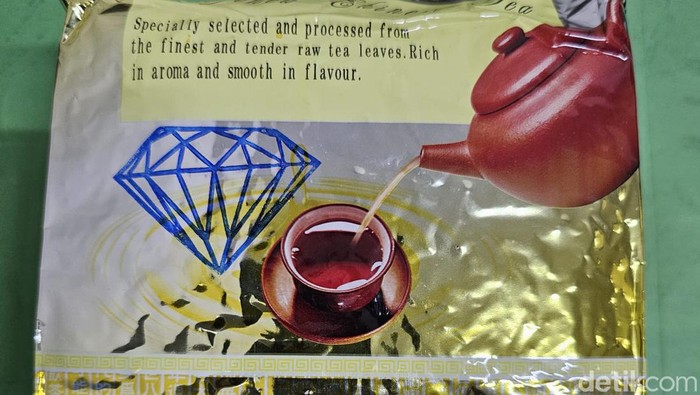 Tea
Specially selected and processed from
the finest and tender raw tea leaves.Rich
in aroma and smooth in flavour.
detikcom